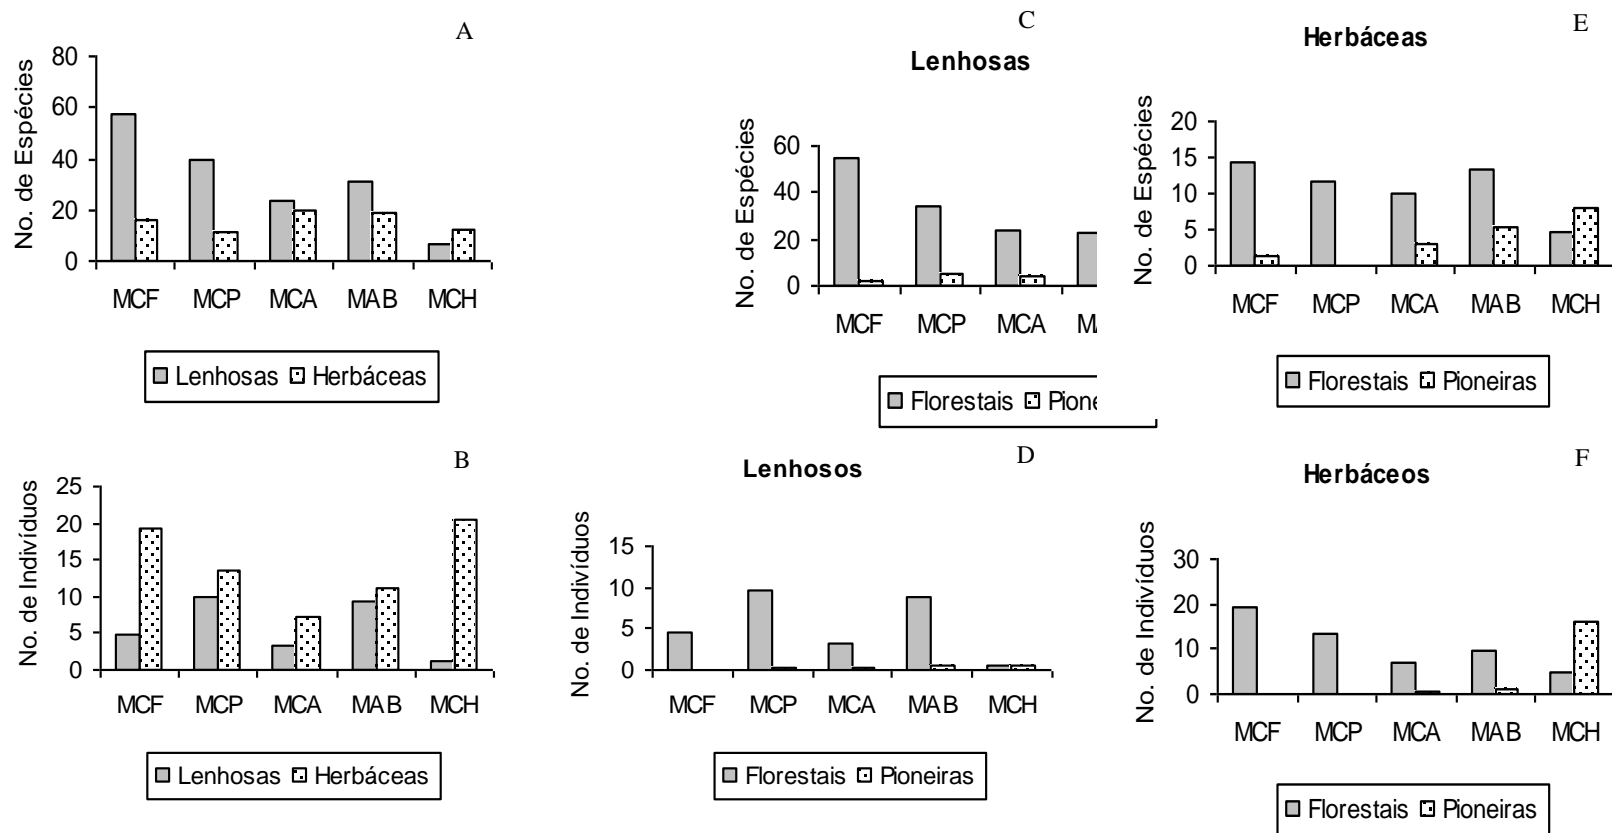 A
No. de Espécies
80
60
40
20
0
MCF MCP MCA MAB MCH
Lenhosas Herbáceas
C
Lenhosas
No. de Espécies
60
40
20
0
MCF MCP MCA
Florestais
E
Herbáceas
No. de Espécies
20
15
10
5
0
MCF MCP MCA MAB MCH
Florestais Pioneiras
B
No. de Indivíduos
25
20
15
10
5
0
MCF MCP MCA MAB MCH
Lenhosas Herbáceas
D
Lenhosos
No. de Indivíduos
15
10
5
0
MCF MCP MCA MAB MCH
Florestais Pioneiras
F
Herbáceos
No. de Indivíduos
30
20
10
0
MCF MCP MCA MAB MCH
Florestais Pioneiras